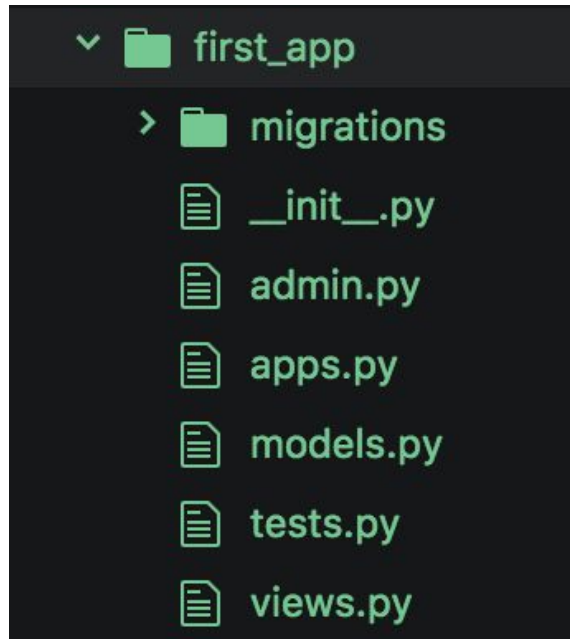 first_app
migrations
__init__.py
admin.py
apps.py
models.py
tests.py
views.py